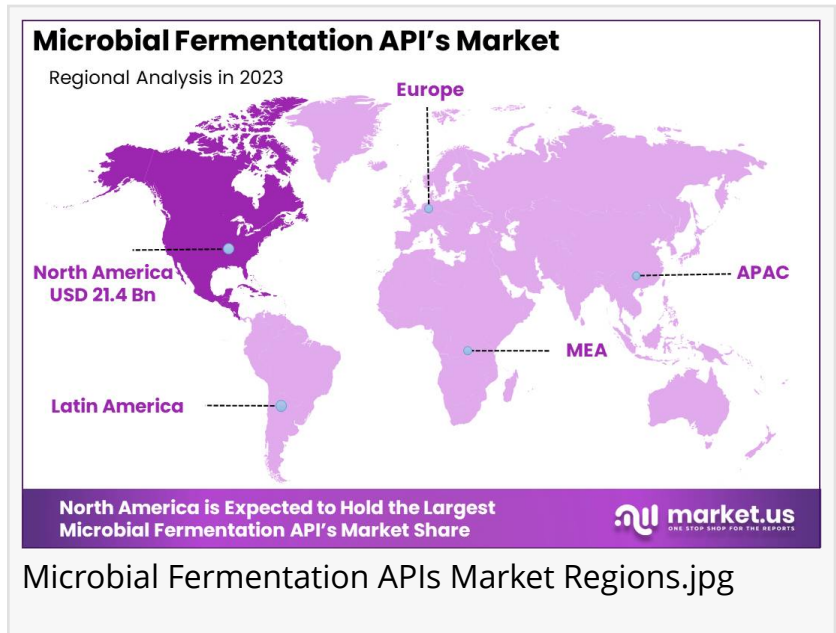 Microbial Fermentation API's Market
Regional Analysis in 2023
Europe
North America
USD 21.4 Bn
APAC
MEA
Latin America
North America is Expected to Hold the Largest
Microbial Fermentation API's Market Share
market.us
ONE STOP SHOP FOR THE REPORTS
Microbial Fermentation APIs Market Regions.jpg